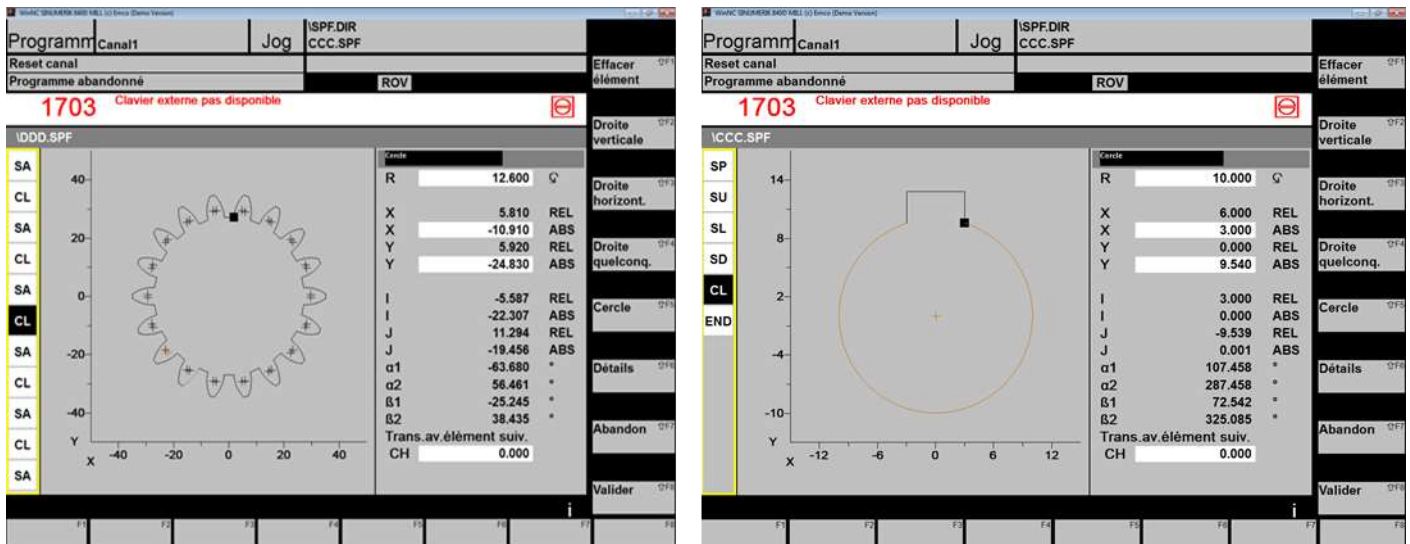 WinNC SINUMERIK 840D MILL (c) Emco (Demo Version)
Programm Canal1 Jog \SPF.DIR
CCC.SPF
Reset canal
Programme abandonné ROV
1703 Clavier externe pas disponible
\DDD.SPF
SA
CL
SA
CL
SA
CL
SA
CL
SA
CL
SA
40
20
0
-20
-40
Y
X -40 -20 0 20 40
Cercle
R 12.600
X 5.810 REL
X -10.910 ABS
Y 5.920 REL
Y -24.830 ABS
I -5.587 REL
I -22.307 ABS
J 11.294 REL
J -19.456 ABS
α1 -63.680 °
α2 56.461 °
ß1 -25.245 °
ß2 38.435 °
Trans.av.élèment suiv.
CH 0.000
Effacer élément
Droite verticale
Droite horizont.
Droite quelconq.
Cercle
Détails
Abandon
Valider
i
F1 F2 F3 F4 F5 F6 F7 F8
WinNC SINUMERIK 840D MILL (c) Emco (Demo Version)
Programm Canal1 Jog \SPF.DIR
CCC.SPF
Reset canal
Programme abandonné ROV
1703 Clavier externe pas disponible
\CCC.SPF
SP
SU
SL
SD
CL
END
14
8
2
-4
-10
Y
X -12 -6 0 6 12
Cercle
R 10.000
X 6.000 REL
X 3.000 ABS
Y 0.000 REL
Y 9.540 ABS
I 3.000 REL
I 0.000 ABS
J -9.539 REL
J 0.001 ABS
α1 107.458 °
α2 287.458 °
ß1 72.542 °
ß2 325.085 °
Trans.av.élèment suiv.
CH 0.000
Effacer élément
Droite verticale
Droite horizont.
Droite quelconq.
Cercle
Détails
Abandon
Valider
i
F1 F2 F3 F4 F5 F6 F7 F8